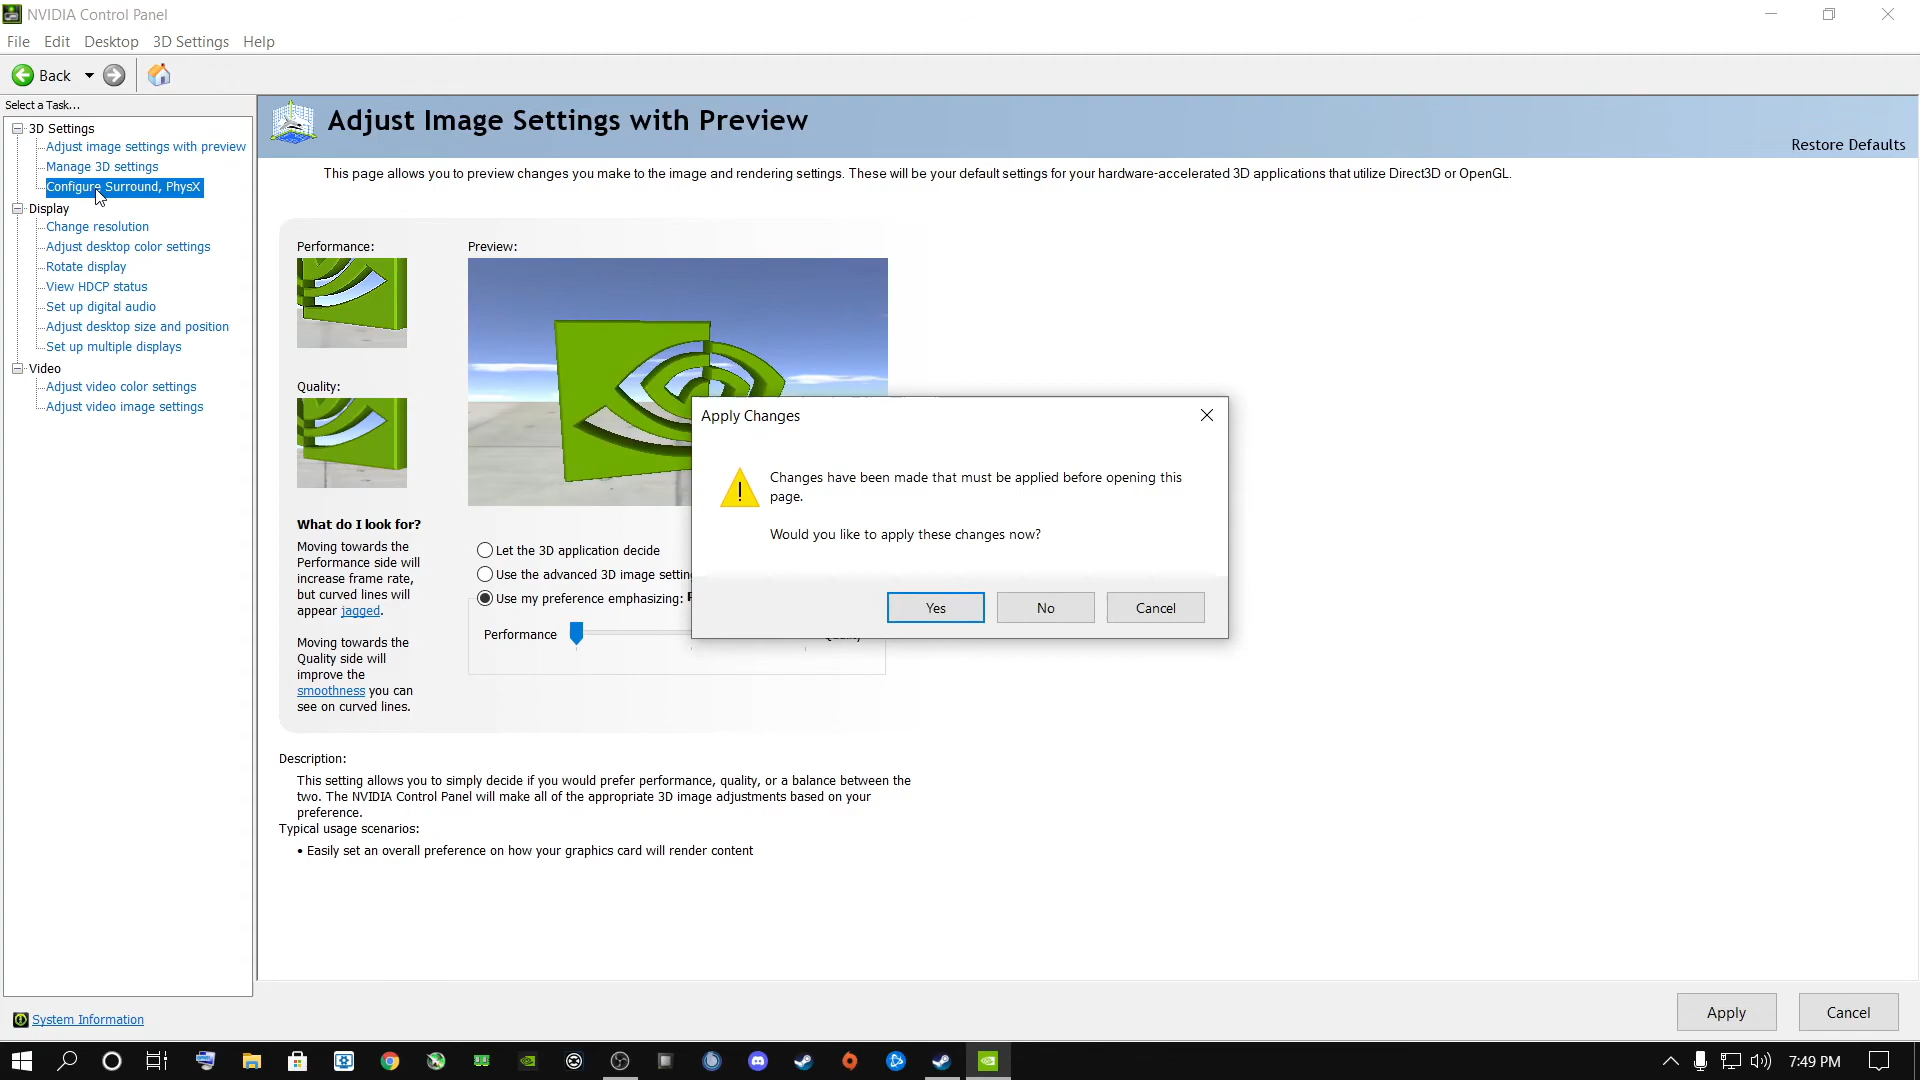 NVIDIA Control Panel
File Edit Desktop 3D Settings Help
Back
Select a Task...
3D Settings
Adjust image settings with preview
Manage 3D settings
Configure Surround, PhysX
Display
Change resolution
Adjust desktop color settings
Rotate display
View HDCP status
Set up digital audio
Adjust desktop size and position
Set up multiple displays
Video
Adjust video color settings
Adjust video image settings
System Information
Adjust Image Settings with Preview
Restore Defaults
This page allows you to preview changes you make to the image and rendering settings. These will be your default settings for your hardware-accelerated 3D applications that utilize Direct3D or OpenGL.
Performance:
Preview:
Quality:
What do I look for?
Moving towards the
Performance side will
increase frame rate,
but curved lines will
appear jagged.
Moving towards the
Quality side will
improve the
smoothness you can
see on curved lines.
Let the 3D application decide
Use the advanced 3D image
Use my preference emphasizing:
Performance
Apply Changes
Changes have been made that must be applied before opening this
page.
Would you like to apply these changes now?
Yes No Cancel
Description:
This setting allows you to simply decide if you would prefer performance, quality, or a balance between the
two. The NVIDIA Control Panel will make all of the appropriate 3D image adjustments based on your
preference.
Typical usage scenarios:
• Easily set an overall preference on how your graphics card will render content
Apply Cancel
7:49 PM